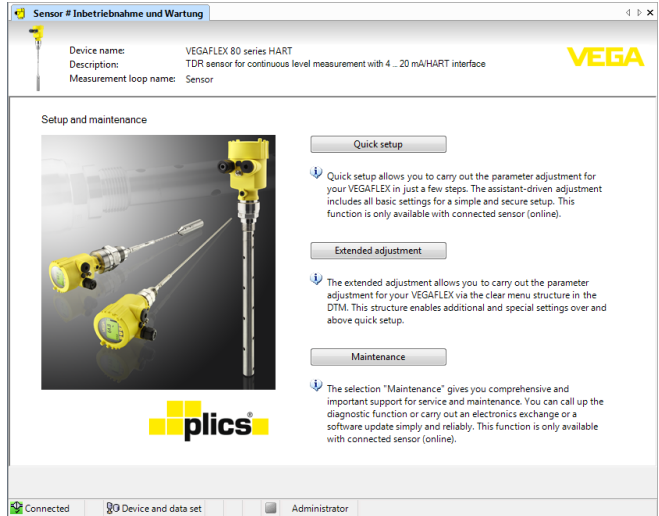 Sensor # Inbetriebnahme und Wartung
Device name: VEGAFLEX 80 series HART
Description: TDR sensor for continuous level measurement with 4 ... 20 mA/HART interface
Measurement loop name: Sensor
VEGA
Setup and maintenance
Quick setup
Quick setup allows you to carry out the parameter adjustment for
your VEGAFLEX in just a few steps. The assistant-driven adjustment
includes all basic settings for a simple and secure setup. This
function is only available with connected sensor (online).
Extended adjustment
The extended adjustment allows you to carry out the parameter
adjustment for your VEGAFLEX via the clear menu structure in the
DTM. This structure enables additional and special settings over and
above quick setup.
Maintenance
The selection "Maintenance" gives you comprehensive and
important support for service and maintenance. You can call up the
diagnostic function or carry out an electronics exchange or a
software update simply and reliably. This function is only available
with connected sensor (online).
plics®
Connected Device and data set Administrator